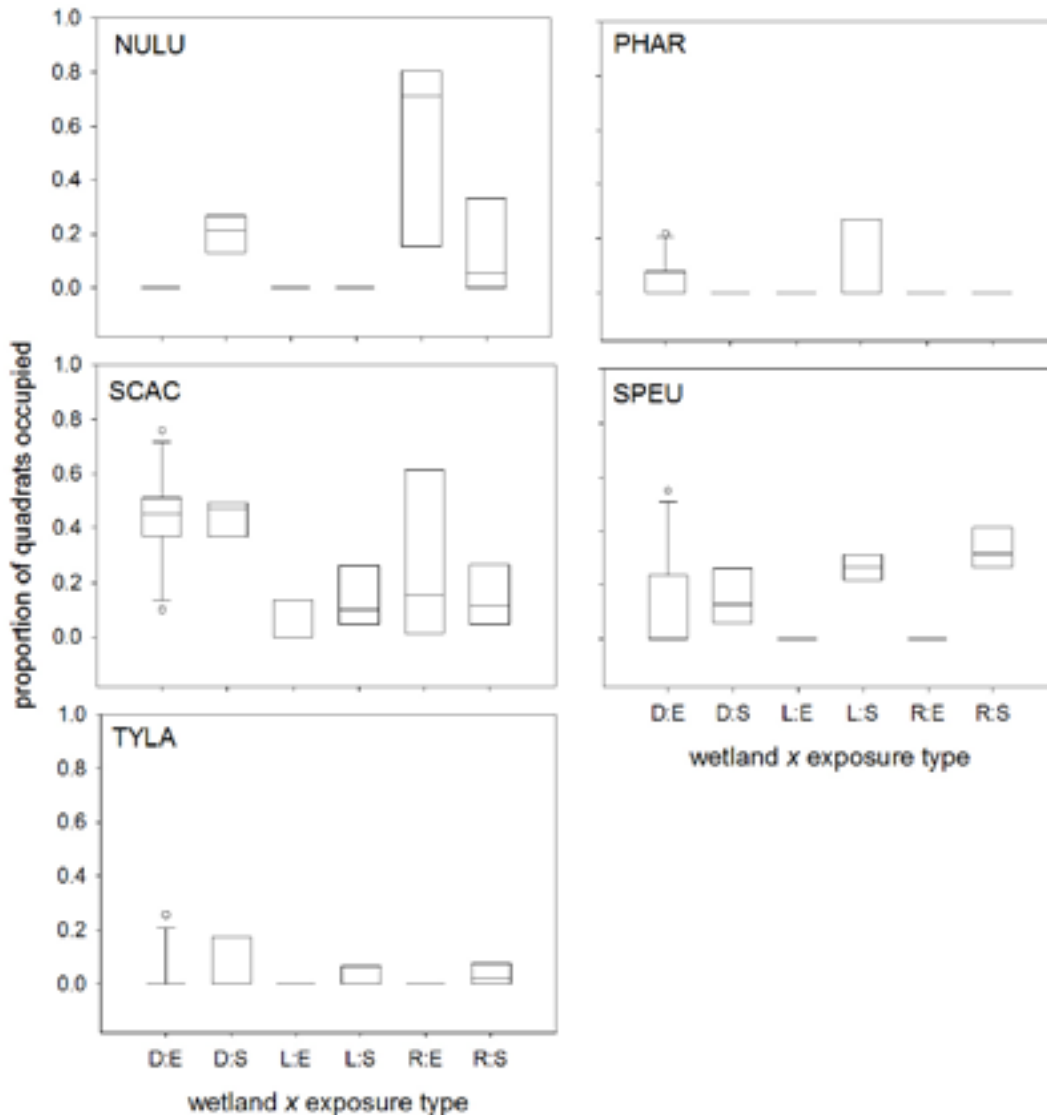 proportion of quadrats occupied
NULU
1.0
0.8
0.6
0.4
0.2
0.0
PHAR
SCAC
1.0
0.8
0.6
0.4
0.2
0.0
SPEU
D:E D:S L:E L:S R:E R:S
wetland x exposure type
TYLA
1.0
0.8
0.6
0.4
0.2
0.0
D:E D:S L:E L:S R:E R:S
wetland x exposure type